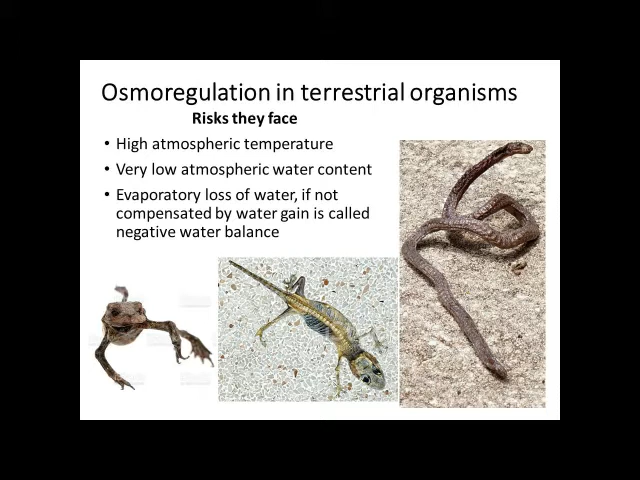 Osmoregulation in terrestrial organisms
Risks they face
• High atmospheric temperature
• Very low atmospheric water content
• Evaporatory loss of water, if not
compensated by water gain is called
negative water balance